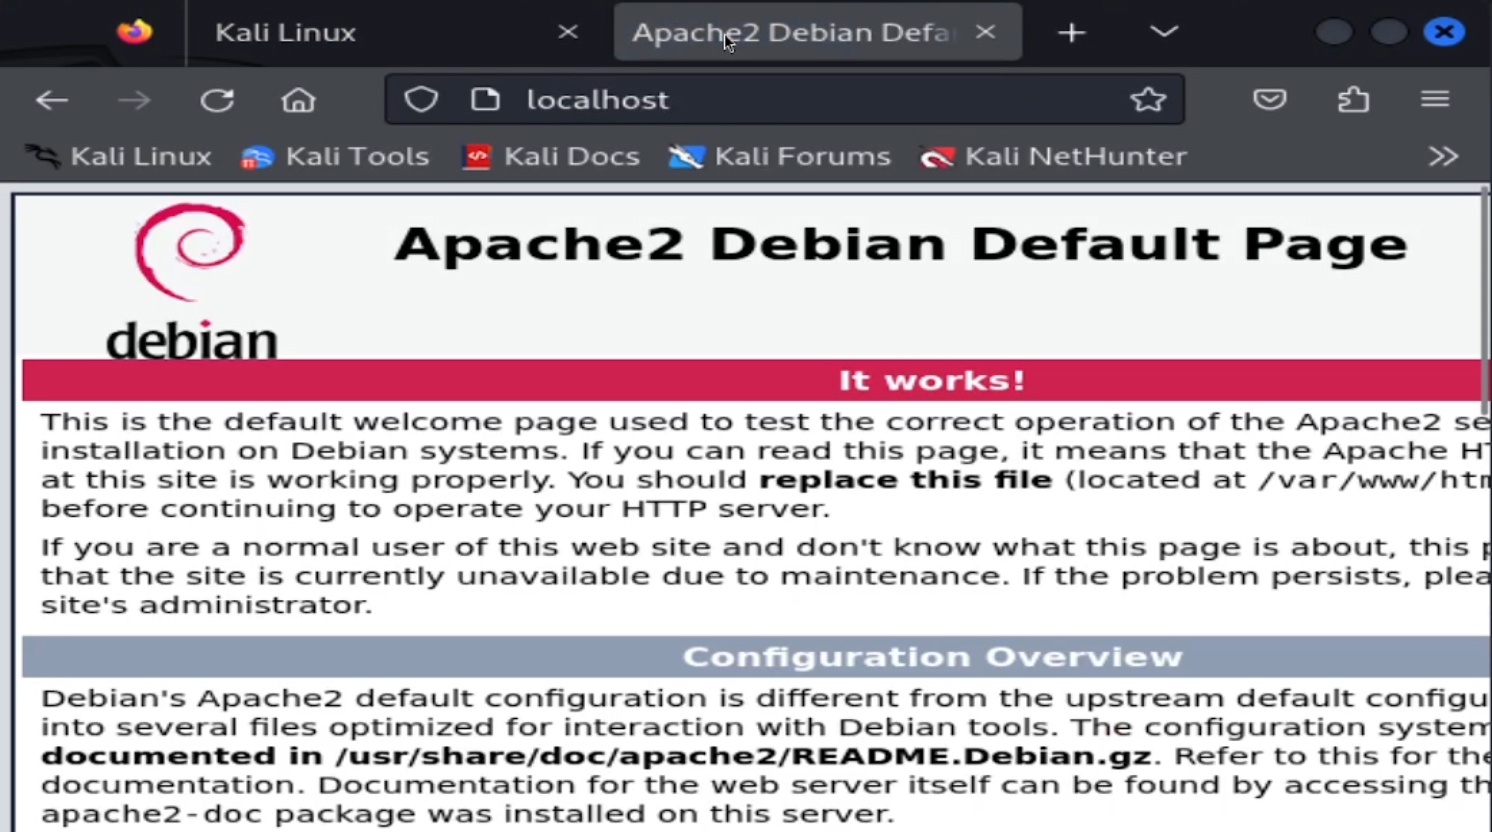 Kali Linux
Apache2 Debian Defa
localhost
Kali Linux Kali Tools Kali Docs Kali Forums Kali NetHunter
debian
Apache2 Debian Default Page
It works!
This is the default welcome page used to test the correct operation of the Apache2 se
installation on Debian systems. If you can read this page, it means that the Apache HT
at this site is working properly. You should replace this file (located at /var/www/htm
before continuing to operate your HTTP server.
If you are a normal user of this web site and don't know what this page is about, this p
that the site is currently unavailable due to maintenance. If the problem persists, plea
site's administrator.
Configuration Overview
Debian's Apache2 default configuration is different from the upstream default configu
into several files optimized for interaction with Debian tools. The configuration system
documented in /usr/share/doc/apache2/README.Debian.gz. Refer to this for the
documentation. Documentation for the web server itself can be found by accessing th
apache2-doc package was installed on this server.